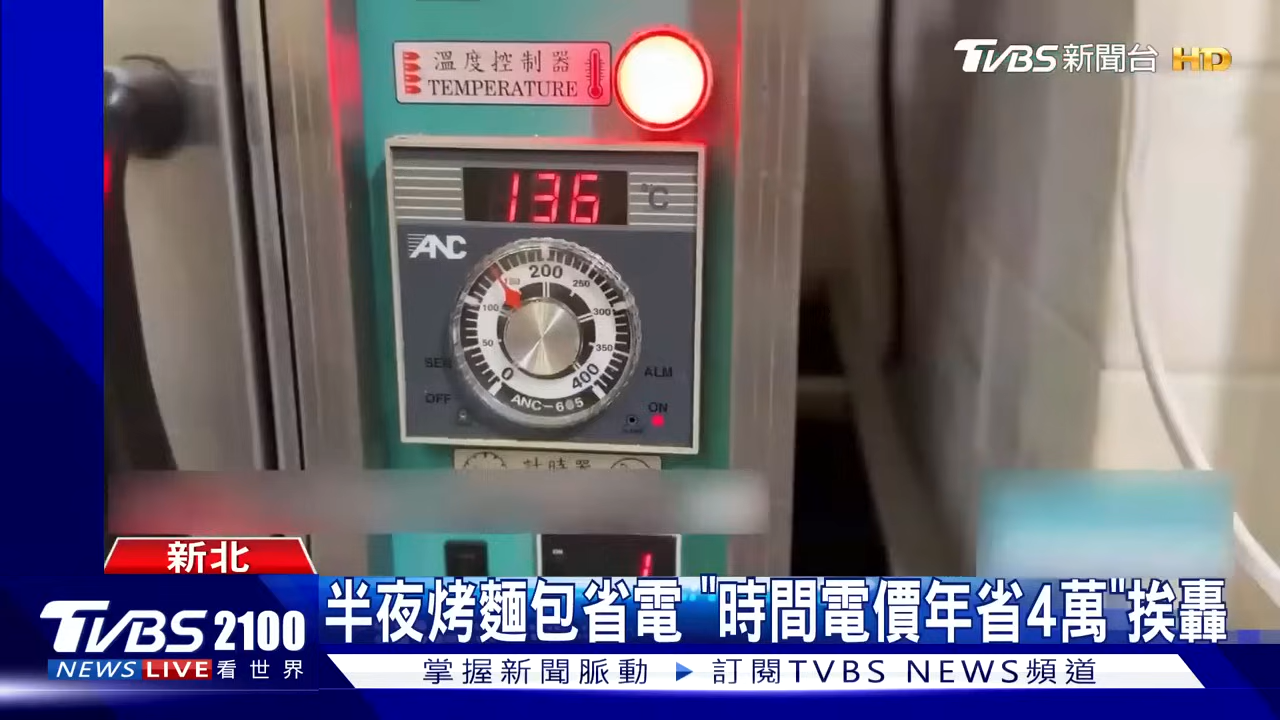 溫度控制器
TEMPERATURE
TVBS新聞台 HD
136 °C
ANC
0 50 100 150 200 250 300 350 400
ANC-605
OFF
ALM
ON
計時器
ON
1
新北
TVBS 2100
NEWS LIVE 看世界
半夜烤麵包省電 "時間電價年省4萬"挨轟
掌握新聞脈動 ▶ 訂閱TVBS NEWS頻道